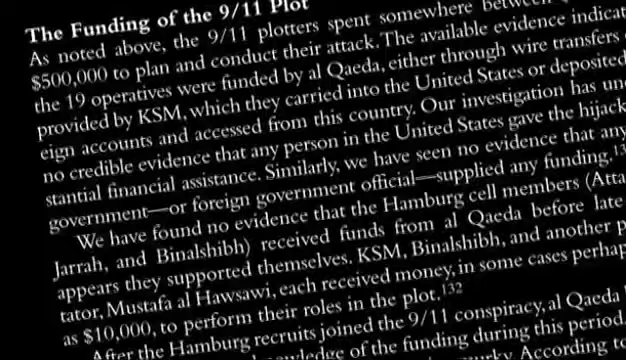 The Funding of the 9/11 Plot
As noted above, the 9/11 plotters spent somewhere
$500,000 to plan and conduct their attack. The available evidence
the 19 operatives were funded by al Qaeda, either through wire transfers
provided by KSM, which they carried into the United States or deposited
eign accounts and accessed from this country. Our investigation has
no credible evidence that any person in the United States gave the
stantial financial assistance. Similarly, we have seen no evidence that any
government—or foreign government official—supplied any funding.
We have found no evidence that the Hamburg cell members
Jarrah, and Binalshibh) received funds from al Qaeda before late
appears they supported themselves. KSM, Binalshibh, and another
tator, Mustafa al Hawsawi, each received money, in some cases
as $10,000, to perform their roles in the plot.132
After the Hamburg recruits joined the 9/11 conspiracy, al Qaeda
of the funding during this period.
According to